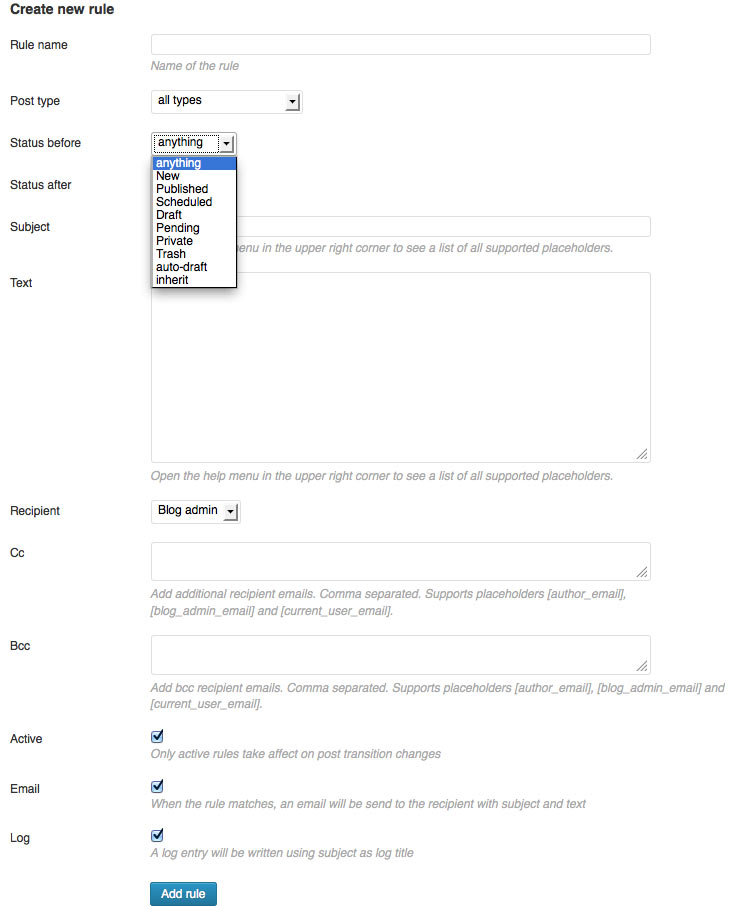 Create new rule
Rule name
Name of the rule
Post type
all types
Status before
anything
anything
New
Published
Scheduled
Draft
Pending
Private
Trash
auto-draft
inherit
Status after
Subject
menu in the upper right corner to see a list of all supported placeholders.
Text
Open the help menu in the upper right corner to see a list of all supported placeholders.
Recipient
Blog admin
Cc
Add additional recipient emails. Comma separated. Supports placeholders [author_email],
[blog_admin_email] and [current_user_email].
Bcc
Add bcc recipient emails. Comma separated. Supports placeholders [author_email], [blog_admin_email] and
[current_user_email].
Active
Only active rules take affect on post transition changes
Email
When the rule matches, an email will be send to the recipient with subject and text
Log
A log entry will be written using subject as log title
Add rule